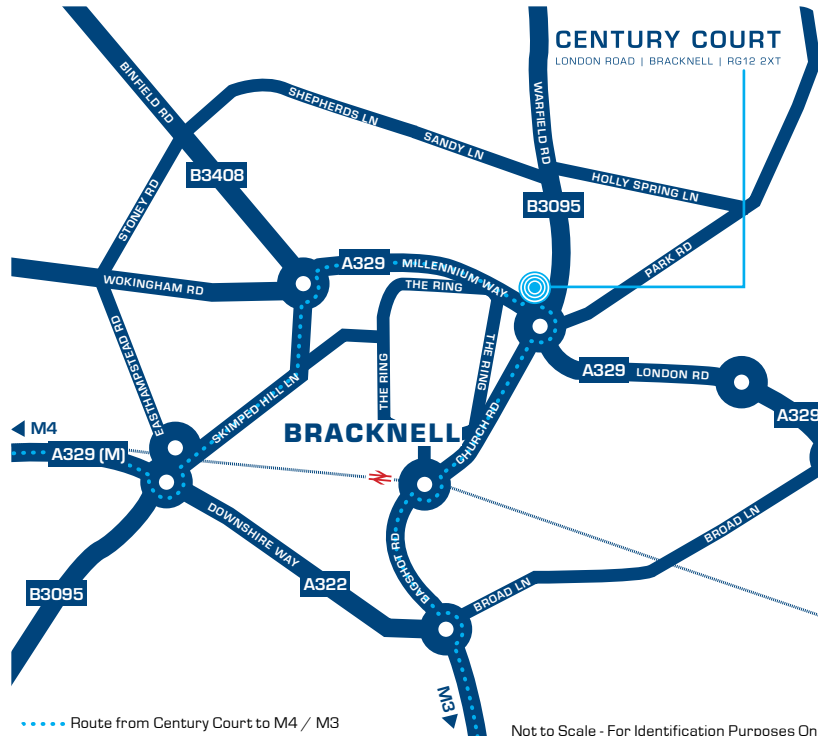 CENTURY COURT
LONDON ROAD | BRACKNELL | RG12 2XT
BINFIELD RD
SHEPHERDS LN
SANDY LN
WARFIELD RD
HOLLY SPRING LN
B3408
B3095
STONEY RD
PARK RD
A329
MILLENNIUM WAY
WOKINGHAM RD
THE RING
THE RING
THE RING
EASTHAMPSTEAD RD
A329
LONDON RD
SKIMPED HILL LN
A329
M4
BRACKNELL
CHURCH RD
A329 (M)
DOWNSHIRE WAY
BROAD LN
BAGSHOT RD
A322
B3095
BROAD LN
M3
Route from Century Court to M4 / M3
Not to Scale - For Identification Purposes On